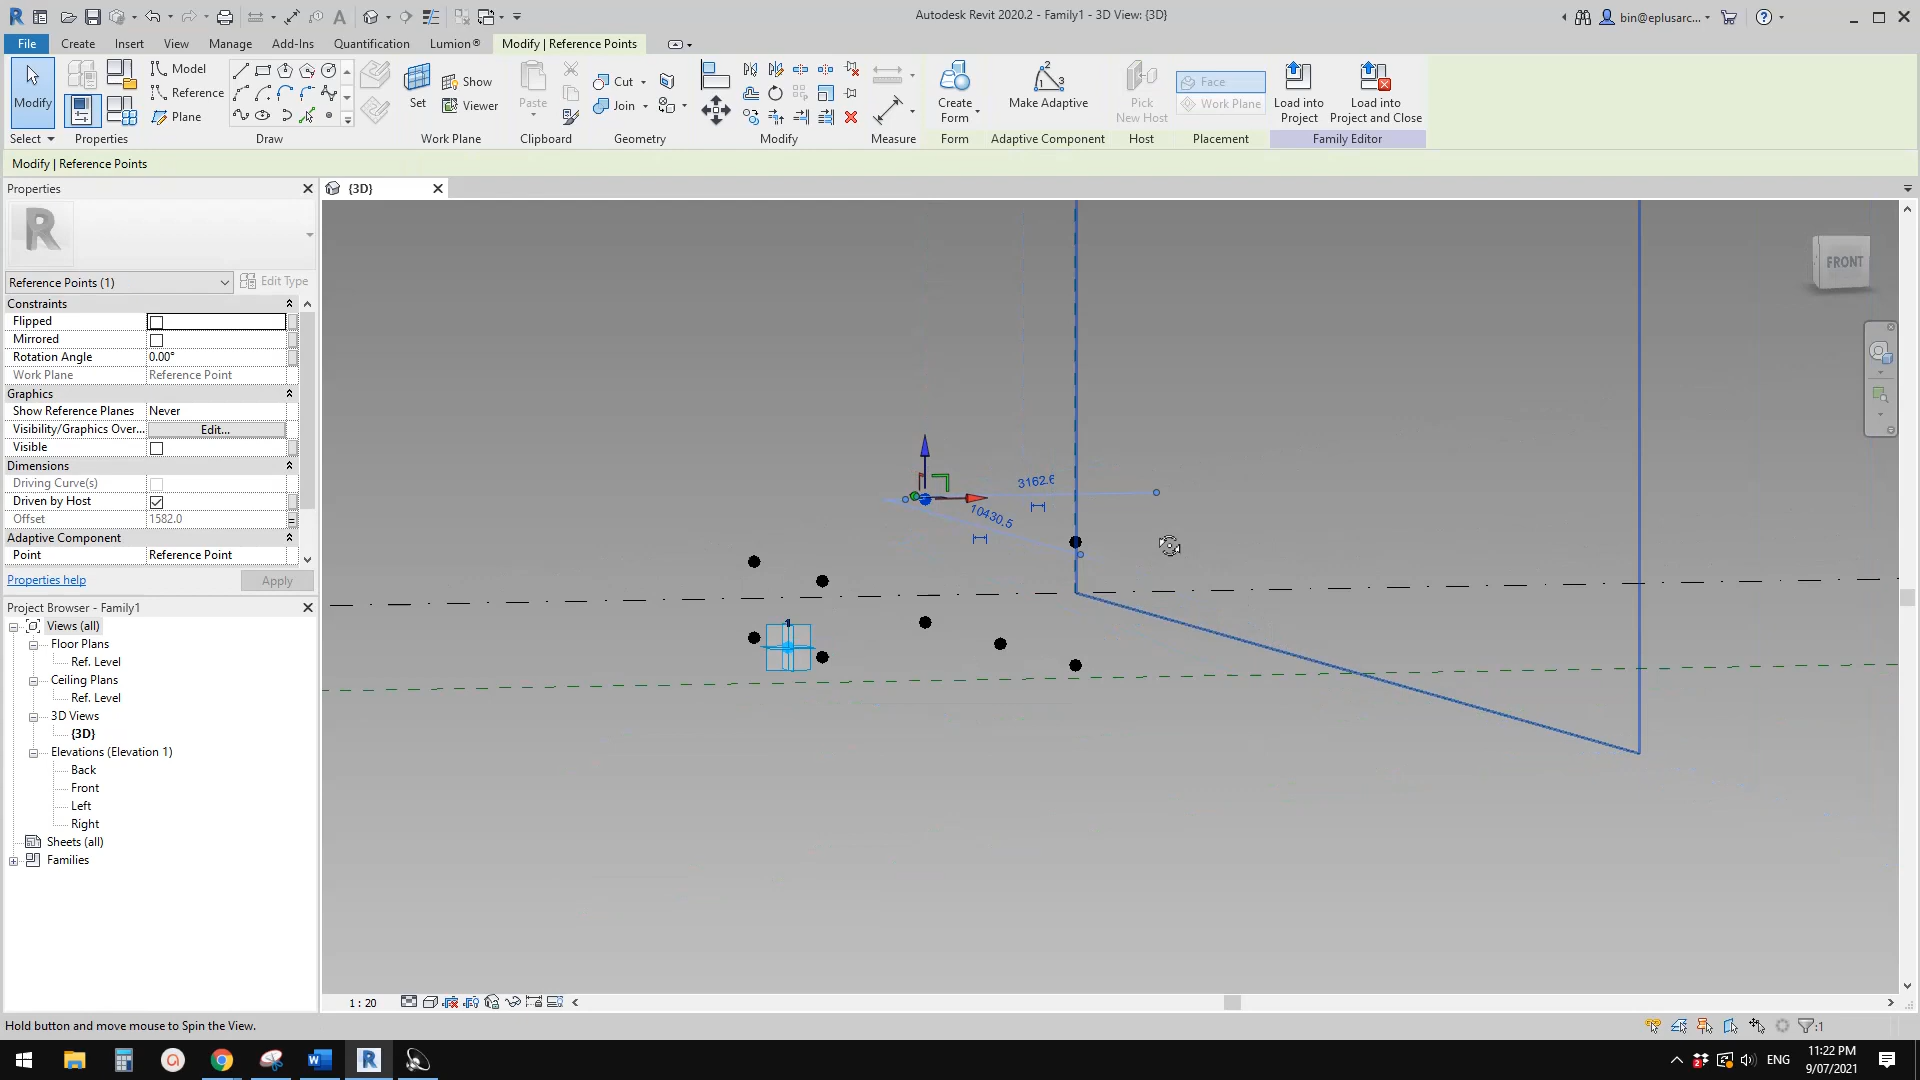 Autodesk Revit 2020.2 - Family1 - 3D View: {3D}
bin@eplusarc...
File Create Insert View Manage Add-Ins Quantification Lumion® Modify | Reference Points
Modify
Model
Reference
Plane
Set
Show
Viewer
Paste
Cut
Join
Create Form
Make Adaptive
Pick New Host
Face
Work Plane
Load into Project
Load into Project and Close
Select Properties Draw Work Plane Clipboard Geometry Modify Measure Form Adaptive Component Host Placement Family Editor
Modify | Reference Points
Properties
{3D}
R
Reference Points (1)
Edit Type
Constraints
Flipped
Mirrored
Rotation Angle 0.00°
Work Plane Reference Point
Graphics
Show Reference Planes Never
Visibility/Graphics Over... Edit...
Visible
Dimensions
Driving Curve(s)
Driven by Host
Offset 1582.0
Adaptive Component
Point Reference Point
Properties help Apply
Project Browser - Family1
Views (all)
Floor Plans
Ref. Level
Ceiling Plans
Ref. Level
3D Views
{3D}
Elevations (Elevation 1)
Back
Front
Left
Right
Sheets (all)
Families
FRONT
3162.6
10430.5
1
1 : 20
Hold button and move mouse to Spin the View.
:1
ENG
11:22 PM
9/07/2021